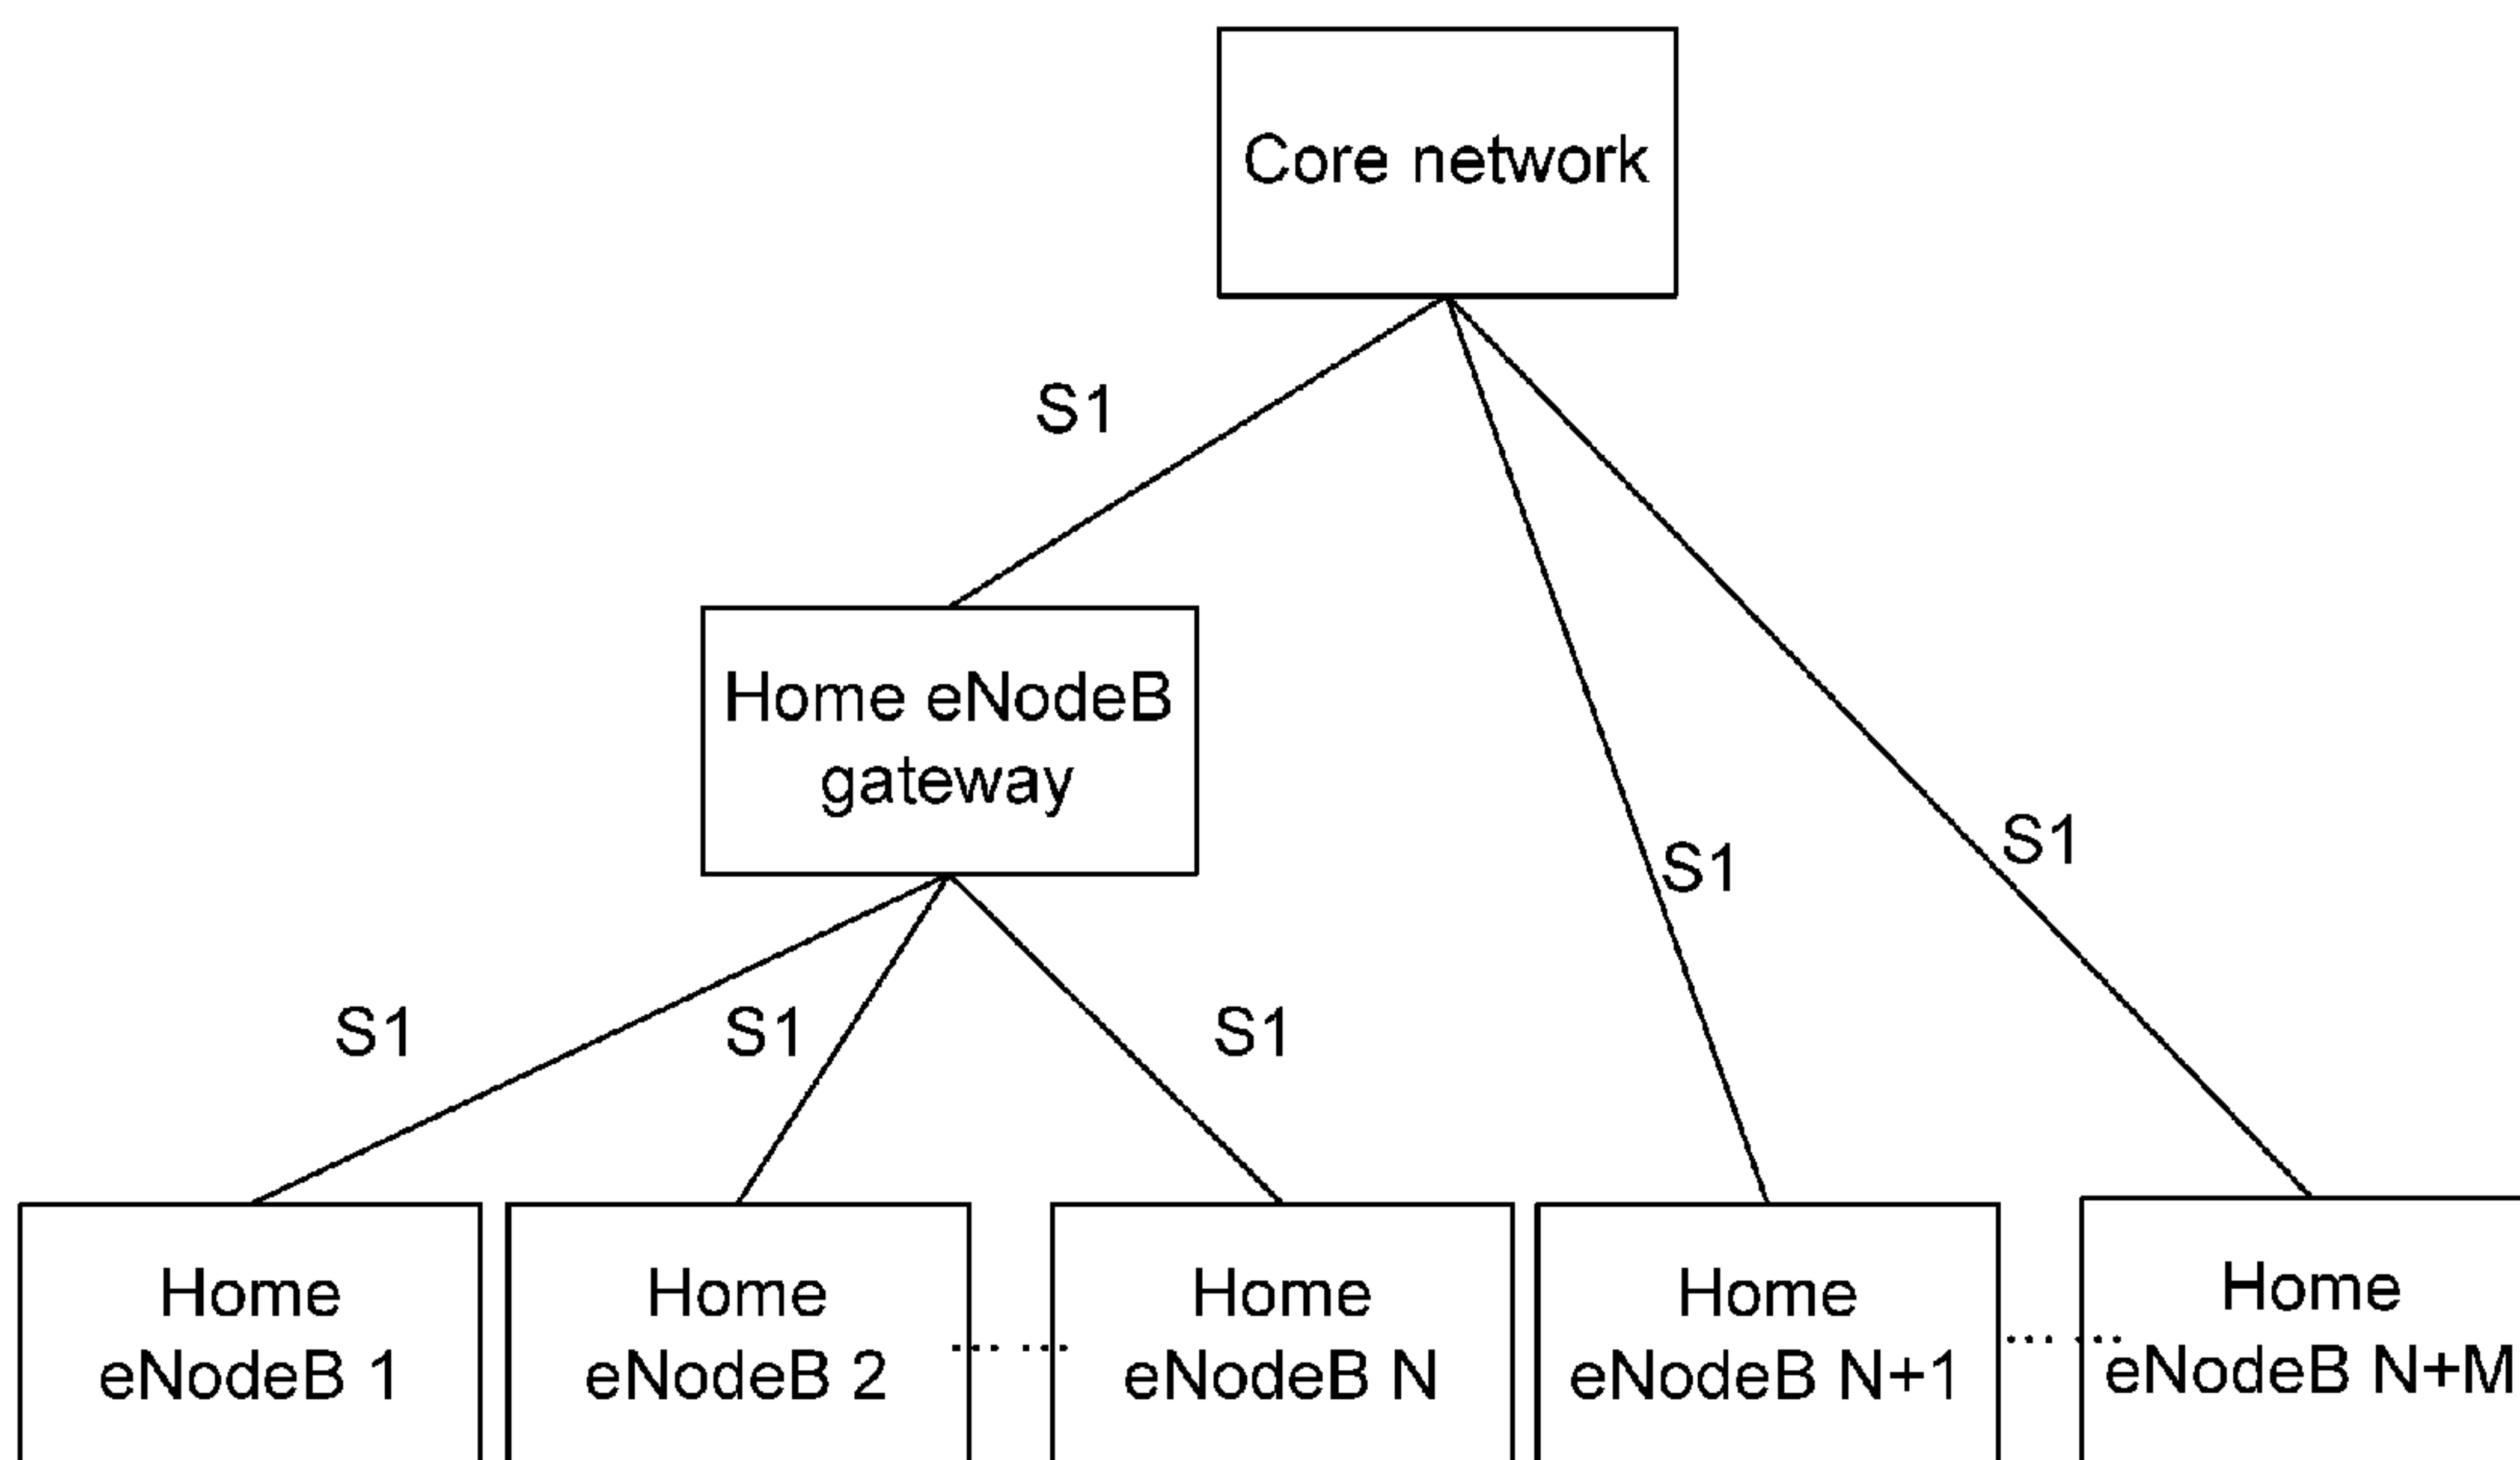 Core network
S1
Home eNodeB
gateway
S1
S1
S1
S1
S1
Home
eNodeB 1
Home
eNodeB 2
... ...
Home
eNodeB N
Home
eNodeB N+1
... ...
Home
eNodeB N+M